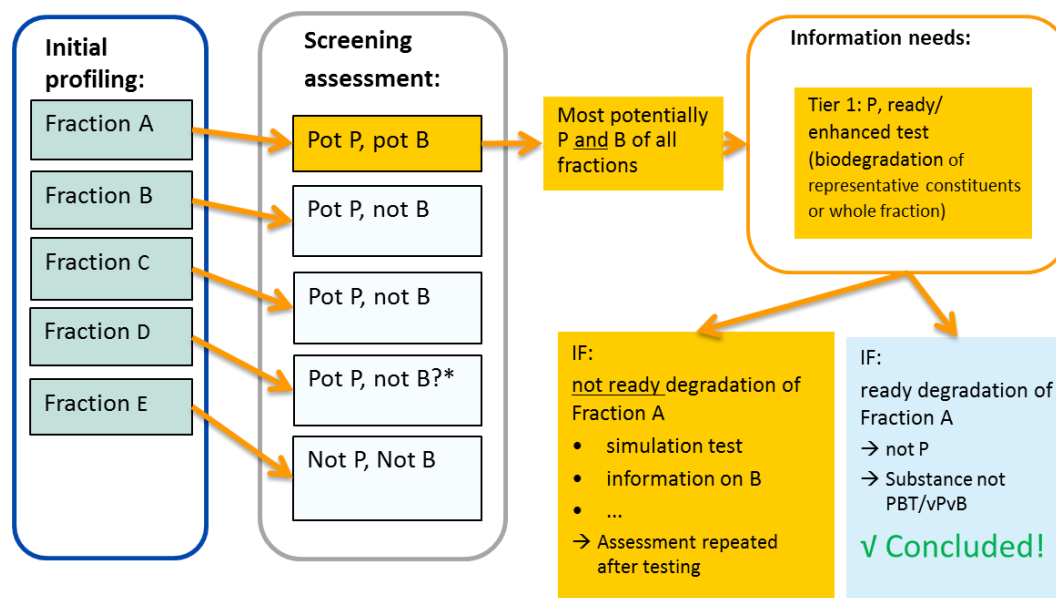 Initial
profiling:
Fraction A
Fraction B
Fraction C
Fraction D
Fraction E
Screening
assessment:
Pot P, pot B
Pot P, not B
Pot P, not B
Pot P, not B?*
Not P, Not B
Most potentially
P and B of all
fractions
Information needs:
Tier 1: P, ready/
enhanced test
(biodegradation of
representative constituents
or whole fraction)
IF:
not ready degradation of
Fraction A
• simulation test
• information on B
• ...
→ Assessment repeated
after testing
IF:
ready degradation of
Fraction A
→ not P
→ Substance not
PBT/vPvB
√ Concluded!